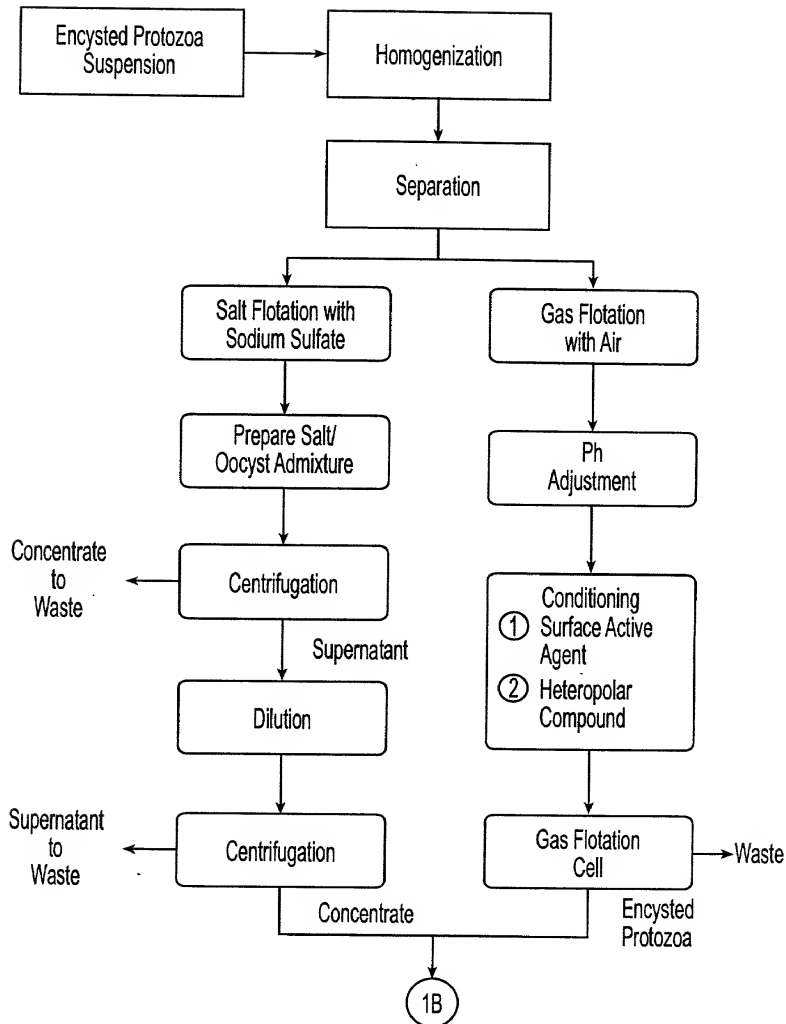 Encysted Protozoa
Suspension
Homogenization
Separation
Salt Flotation with
Sodium Sulfate
Gas Flotation
with Air
Prepare Salt/
Oocyst Admixture
Ph
Adjustment
Concentrate
to
Waste
Centrifugation
Conditioning
1 Surface Active
Agent
2 Heteropolar
Compound
Supernatant
Dilution
Supernatant
to
Waste
Centrifugation
Gas Flotation
Cell
Waste
Concentrate
Encysted
Protozoa
1B